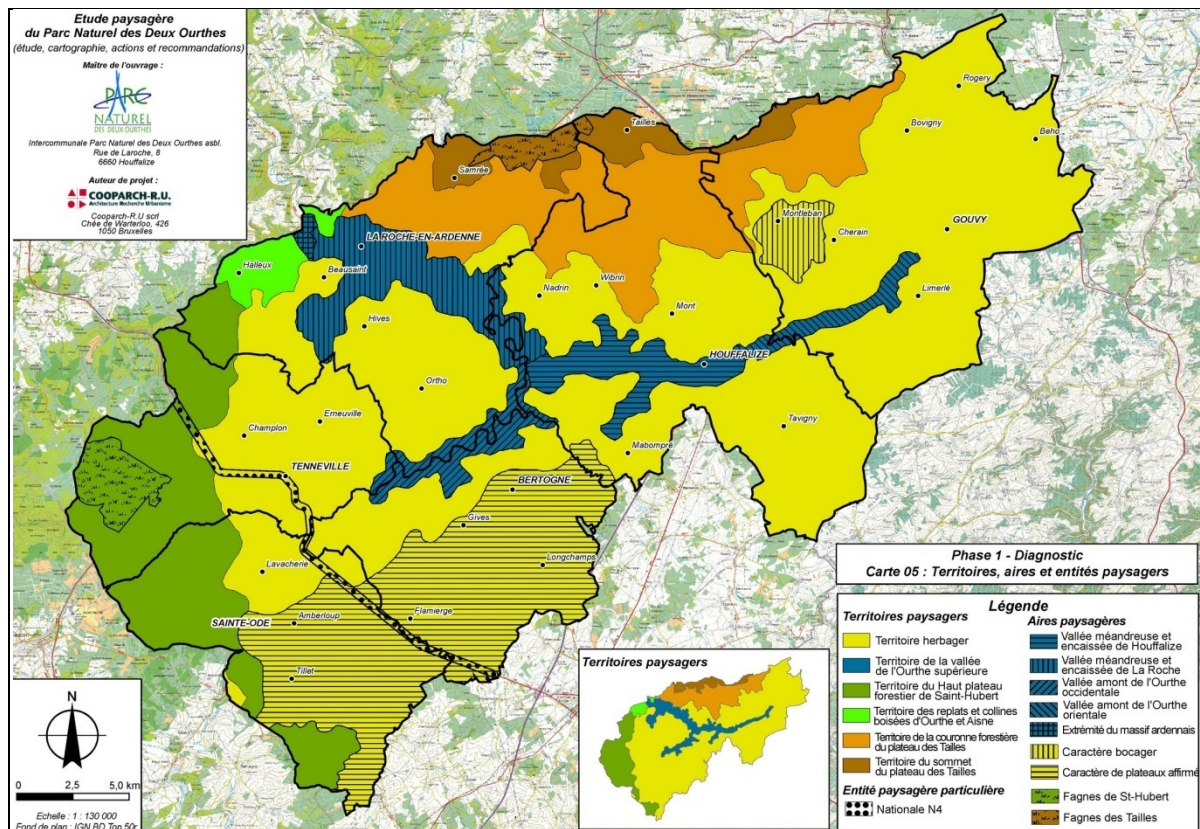 Etude paysagère
du Parc Naturel des Deux Ourthes
(étude, cartographie, actions et recommandations)
Maître de l'ouvrage :
PARC
NATUREL
DES DEUX OURTHES
Intercommunale Parc Naturel des Deux Ourthes asbl.
Rue de Laroche, 8
6660 Houffalize
Auteur de projet :
COOPARCH-R.U.
Architecture Recherche Urbanisme
Cooparch-R.U scrl
Chée de Warterloo, 426
1050 Bruxelles
Rogery
Tailles
Bovigny
Beho
Samrée
Montleban
GOUVY
Cherain
LA ROCHE-EN-ARDENNE
Halleux
Beausaint
Wibrin
Nadrin
Limerlé
Mont
Hives
HOUFFALIZE
Ortho
Erneuville
Tavigny
Champlon
Mabompré
TENNEVILLE
BERTOGNE
Gives
Longchamps
Lavacherie
SAINTE-ODE
Amberloup
Flamierge
Tillet
N
0 2,5 5,0 km
Echelle : 1 : 130 000
Fond de plan : IGN BD Top 50r
Territoires paysagers
Phase 1 - Diagnostic
Carte 05 : Territoires, aires et entités paysagers
Légende
Territoires paysagers
Territoire herbager
Territoire de la vallée
de l'Ourthe supérieure
Territoire du Haut plateau
forestier de Saint-Hubert
Territoire des replats et collines
boisées d'Ourthe et Aisne
Territoire de la couronne forestière
du plateau des Tailles
Territoire du sommet
du plateau des Tailles
Entité paysagère particulière
Nationale N4
Aires paysagères
Vallée méandreuse et
encaissée de Houffalize
Vallée méandreuse et
encaissée de La Roche
Vallée amont de l'Ourthe
occidentale
Vallée amont de l'Ourthe
orientale
Extrémité du massif ardennais
Caractère bocager
Caractère de plateaux affirmé
Fagnes de St-Hubert
Fagnes des Tailles